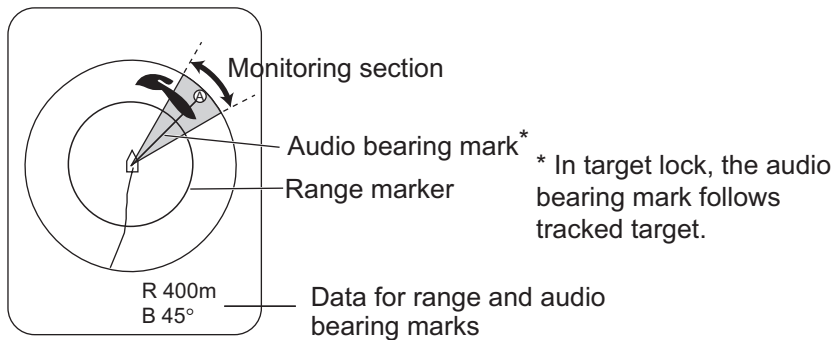 Monitoring section
A
Audio bearing mark*
Range marker
* In target lock, the audio
bearing mark follows
tracked target.
R 400m
B 45°
Data for range and audio
bearing marks